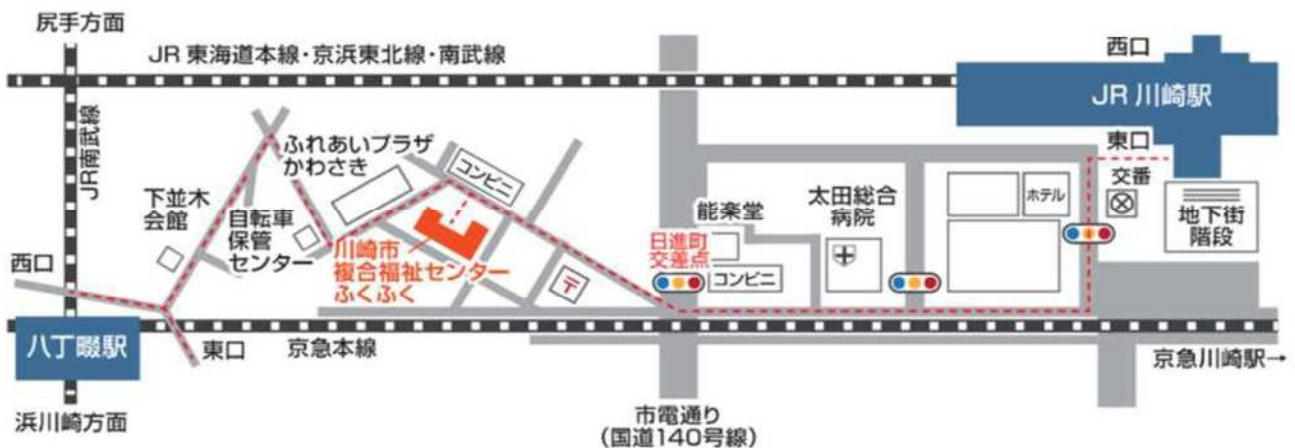 尻手方面
JR 東海道本線・京浜東北線・南武線
西口
JR 川崎駅
JR南武線
東口
交番
地下街
階段
ふれあいプラザ
かわさき
コンビニ
下並木
会館
自転車
保管
センター
川崎市
複合福祉センター
ふくふく
〒
日進町
交差点
能楽堂
コンビニ
太田総合
病院
ホテル
西口
八丁畷駅
東口
京急本線
京急川崎駅→
浜川崎方面
市電通り
(国道140号線)